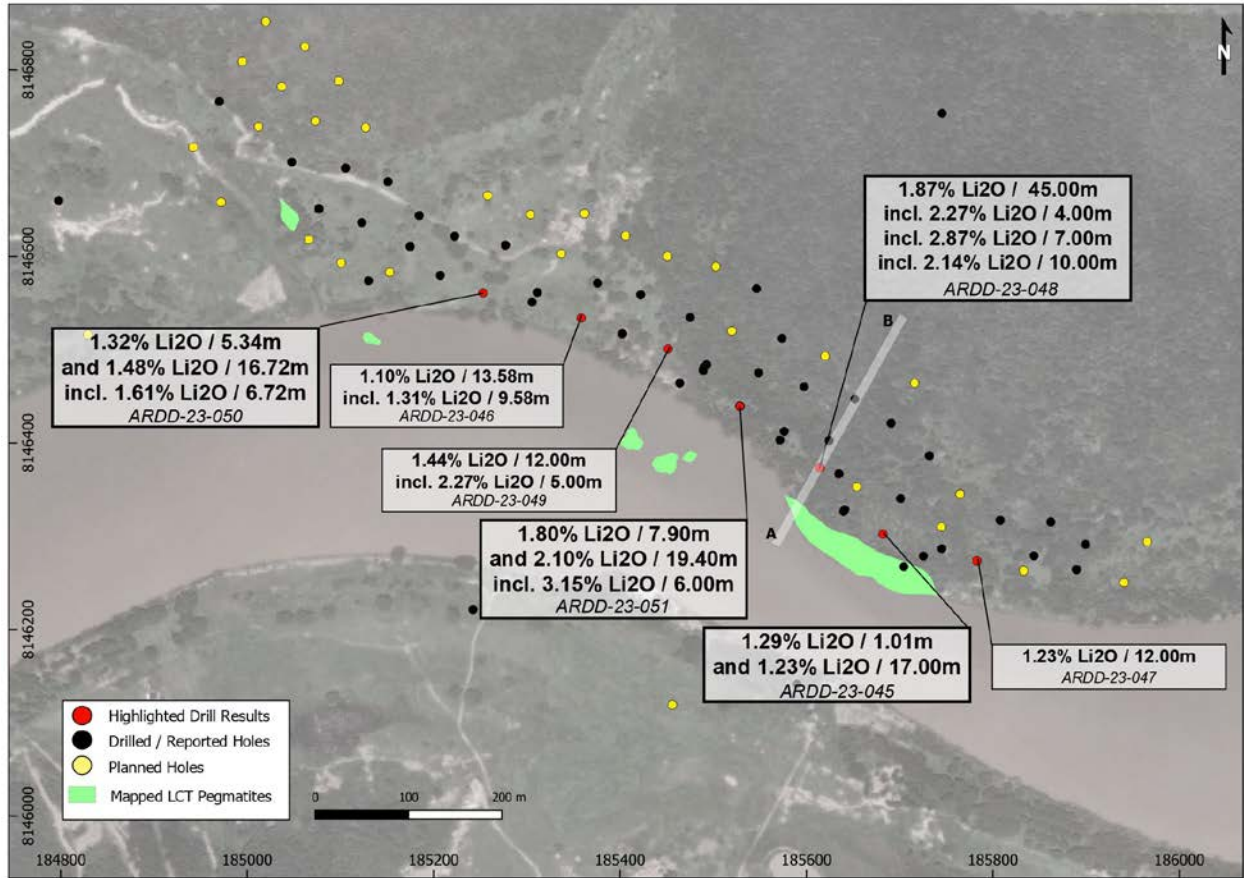 N
8146800
8146600
8146400
8146200
8146000
1.87% Li2O / 45.00m
incl. 2.27% Li2O / 4.00m
incl. 2.87% Li2O / 7.00m
incl. 2.14% Li2O / 10.00m
ARDD-23-048
B
A
1.32% Li2O / 5.34m
and 1.48% Li2O / 16.72m
incl. 1.61% Li2O / 6.72m
ARDD-23-050
1.10% Li2O / 13.58m
incl. 1.31% Li2O / 9.58m
ARDD-23-046
1.44% Li2O / 12.00m
incl. 2.27% Li2O / 5.00m
ARDD-23-049
1.80% Li2O / 7.90m
and 2.10% Li2O / 19.40m
incl. 3.15% Li2O / 6.00m
ARDD-23-051
1.29% Li2O / 1.01m
and 1.23% Li2O / 17.00m
ARDD-23-045
1.23% Li2O / 12.00m
ARDD-23-047
Highlighted Drill Results
Drilled / Reported Holes
Planned Holes
Mapped LCT Pegmatites
0 100 200 m
184800 185000 185200 185400 185600 185800 186000